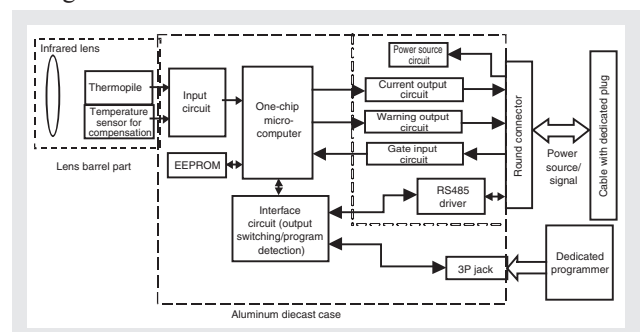 Infrared lens
Thermopile
Temperature
sensor for
compensation
Lens barrel part
Input
circuit
One-chip
micro-
computer
EEPROM
Interface
circuit (output
switching/program
detection)
Power source
circuit
Current output
circuit
Warning output
circuit
Gate input
circuit
RS485
driver
3P jack
Round connector
Power
source/
signal
Cable with dedicated plug
Dedicated
programmer
Aluminum diecast case